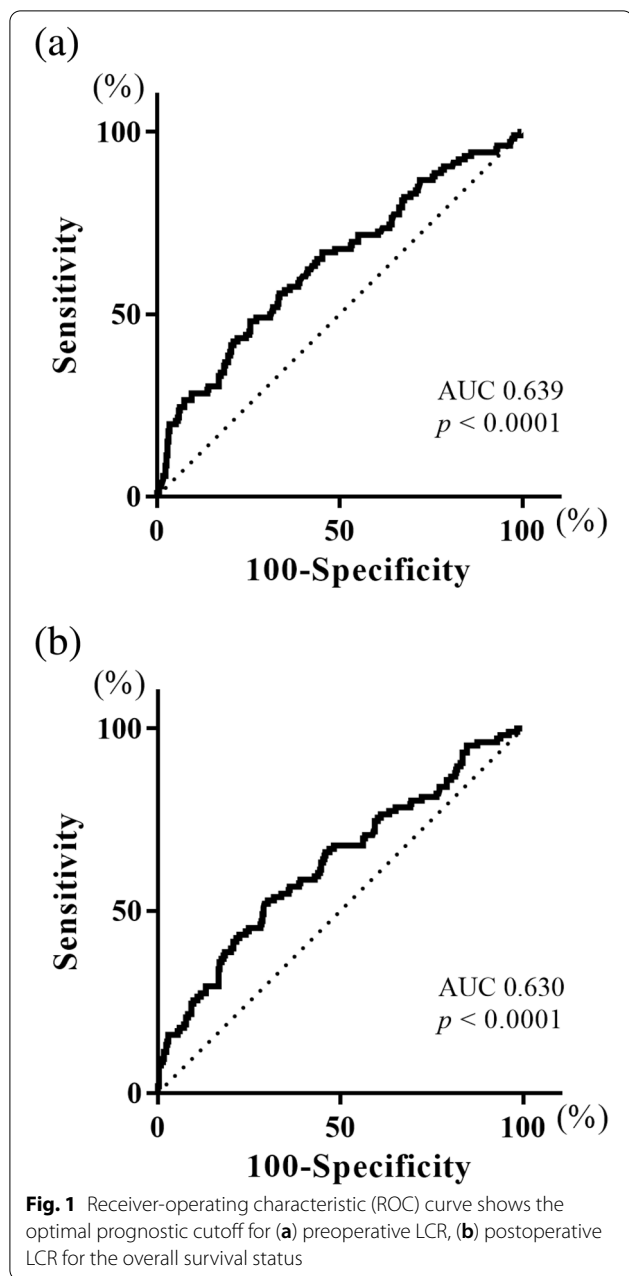 (a)
(%)
100
50
0
Sensitivity
AUC 0.639
p < 0.0001
0 50 100 (%)
100-Specificity
(b)
(%)
100
50
0
Sensitivity
AUC 0.630
p < 0.0001
0 50 100 (%)
100-Specificity
Fig. 1 Receiver-operating characteristic (ROC) curve shows the
optimal prognostic cutoff for (a) preoperative LCR, (b) postoperative
LCR for the overall survival status